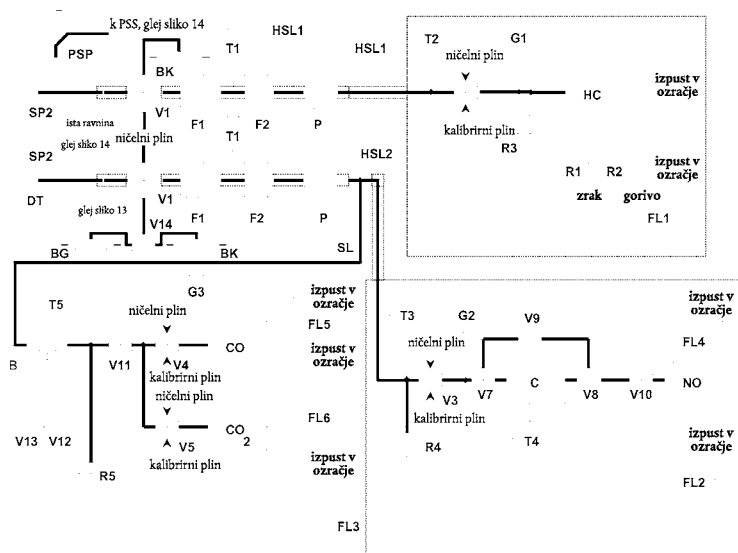 k PSS, glej sliko 14
PSP
T1
HSL1
HSL1
T2
G1
BK
ničelni plin
izpust v
ozračje
HC
SP2
V1
ista ravnina
ničelni plin
F1
T1
F2
P
kalibrirni plin
R3
SP2
glej sliko 14
HSL2
izpust v
ozračje
R1
R2
zrak
gorivo
DT
V1
glej sliko 13
V14
F1
F2
P
FL1
BG
BK
SL
G3
izpust v
ozračje
izpust v
ozračje
T5
FL5
T3
G2
V9
ničelni plin
ničelni plin
FL4
B
V11
V4
CO
izpust v
ozračje
kalibrirni plin
ničelni plin
V3
V7
C
V8
V10
NO
kalibrirni plin
FL6
V13
V12
V5
CO2
R4
T4
izpust v
ozračje
kalibrirni plin
R5
izpust v
ozračje
FL2
FL3